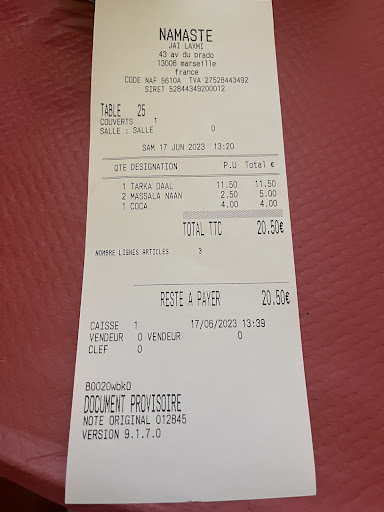 NAMASTE
JAI LAXMI
43 av du prado
13006 marseille
france
CODE NAF 5610A TVA 27528443492
SIRET 52844349200012
TABLE 25
COUVERTS 1
SALLE : SALLE 0
SAM 17 JUN 2023 13:20
QTE DESIGNATION P.U Total €
1 TARKA DAAL 11.50 11.50
2 MASSALA NAAN 2.50 5.00
1 COCA 4.00 4.00
TOTAL TTC 20.50€
NOMBRE LIGNES ARTICLES 3
RESTE A PAYER 20.50€
CAISSE 1 17/06/2023 13:39
VENDEUR 0 VENDEUR 0
CLEF 0
B0020wbkD
DOCUMENT PROVISOIRE
NOTE ORIGINAL 012845
VERSION 9.1.7.0